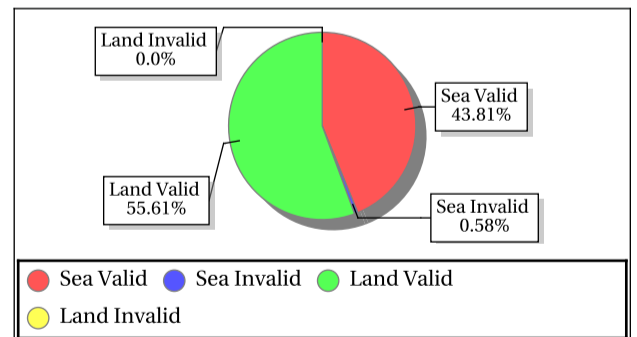 Land Invalid
0.0%
Sea Valid
43.81%
Land Valid
55.61%
Sea Invalid
0.58%
Sea Valid
Sea Invalid
Land Valid
Land Invalid